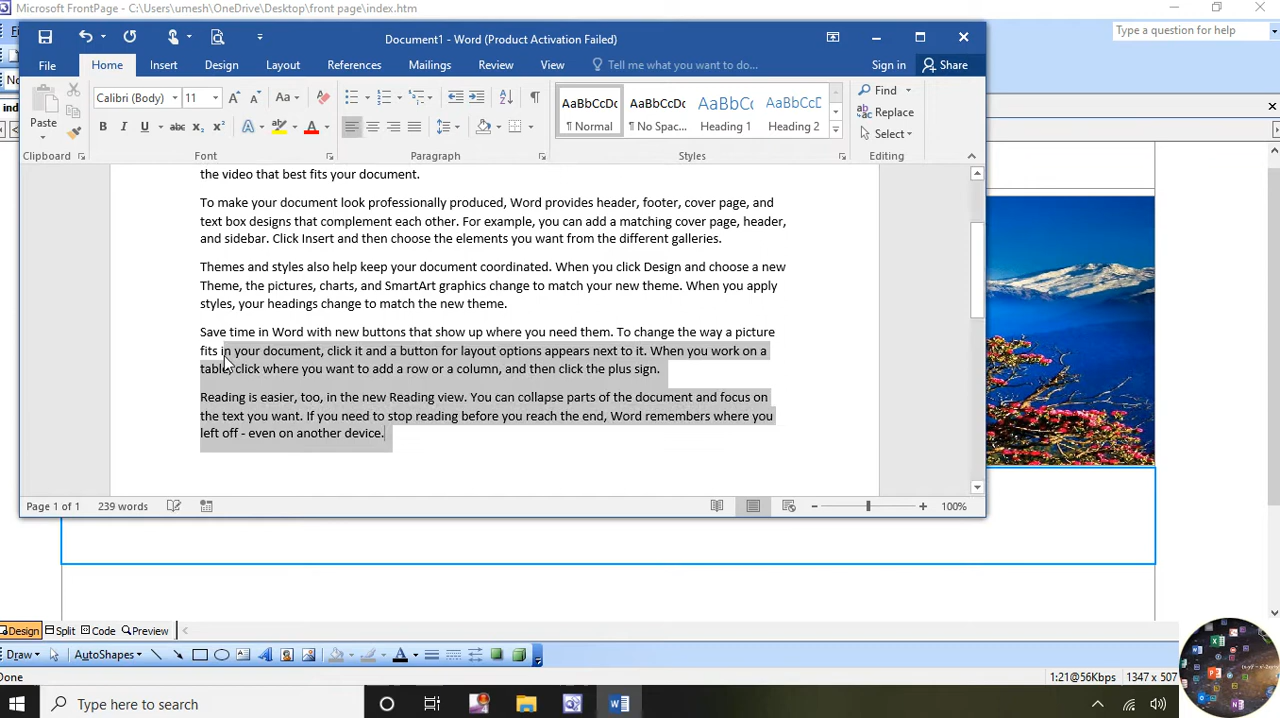 Microsoft FrontPage - C:\Users\umesh\OneDrive\Desktop\front page\index.htm
Type a question for help
Document1 - Word (Product Activation Failed)
File Home Insert Design Layout References Mailings Review View Tell me what you want to do... Sign in Share
Paste
Calibri (Body) 11
AaBbCcDc AaBbCcDc AaBbCc AaBbCcD
¶ Normal ¶ No Spac... Heading 1 Heading 2
Find
Replace
Select
Clipboard Font Paragraph Styles Editing
the video that best fits your document.
To make your document look professionally produced, Word provides header, footer, cover page, and
text box designs that complement each other. For example, you can add a matching cover page, header,
and sidebar. Click Insert and then choose the elements you want from the different galleries.
Themes and styles also help keep your document coordinated. When you click Design and choose a new
Theme, the pictures, charts, and SmartArt graphics change to match your new theme. When you apply
styles, your headings change to match the new theme.
Save time in Word with new buttons that show up where you need them. To change the way a picture
fits in your document, click it and a button for layout options appears next to it. When you work on a
table, click where you want to add a row or a column, and then click the plus sign.
Reading is easier, too, in the new Reading view. You can collapse parts of the document and focus on
the text you want. If you need to stop reading before you reach the end, Word remembers where you
left off - even on another device.
Page 1 of 1 239 words 100%
Design Split Code Preview
Draw AutoShapes
1:21@56Kbps 1347 x 507
Type here to search